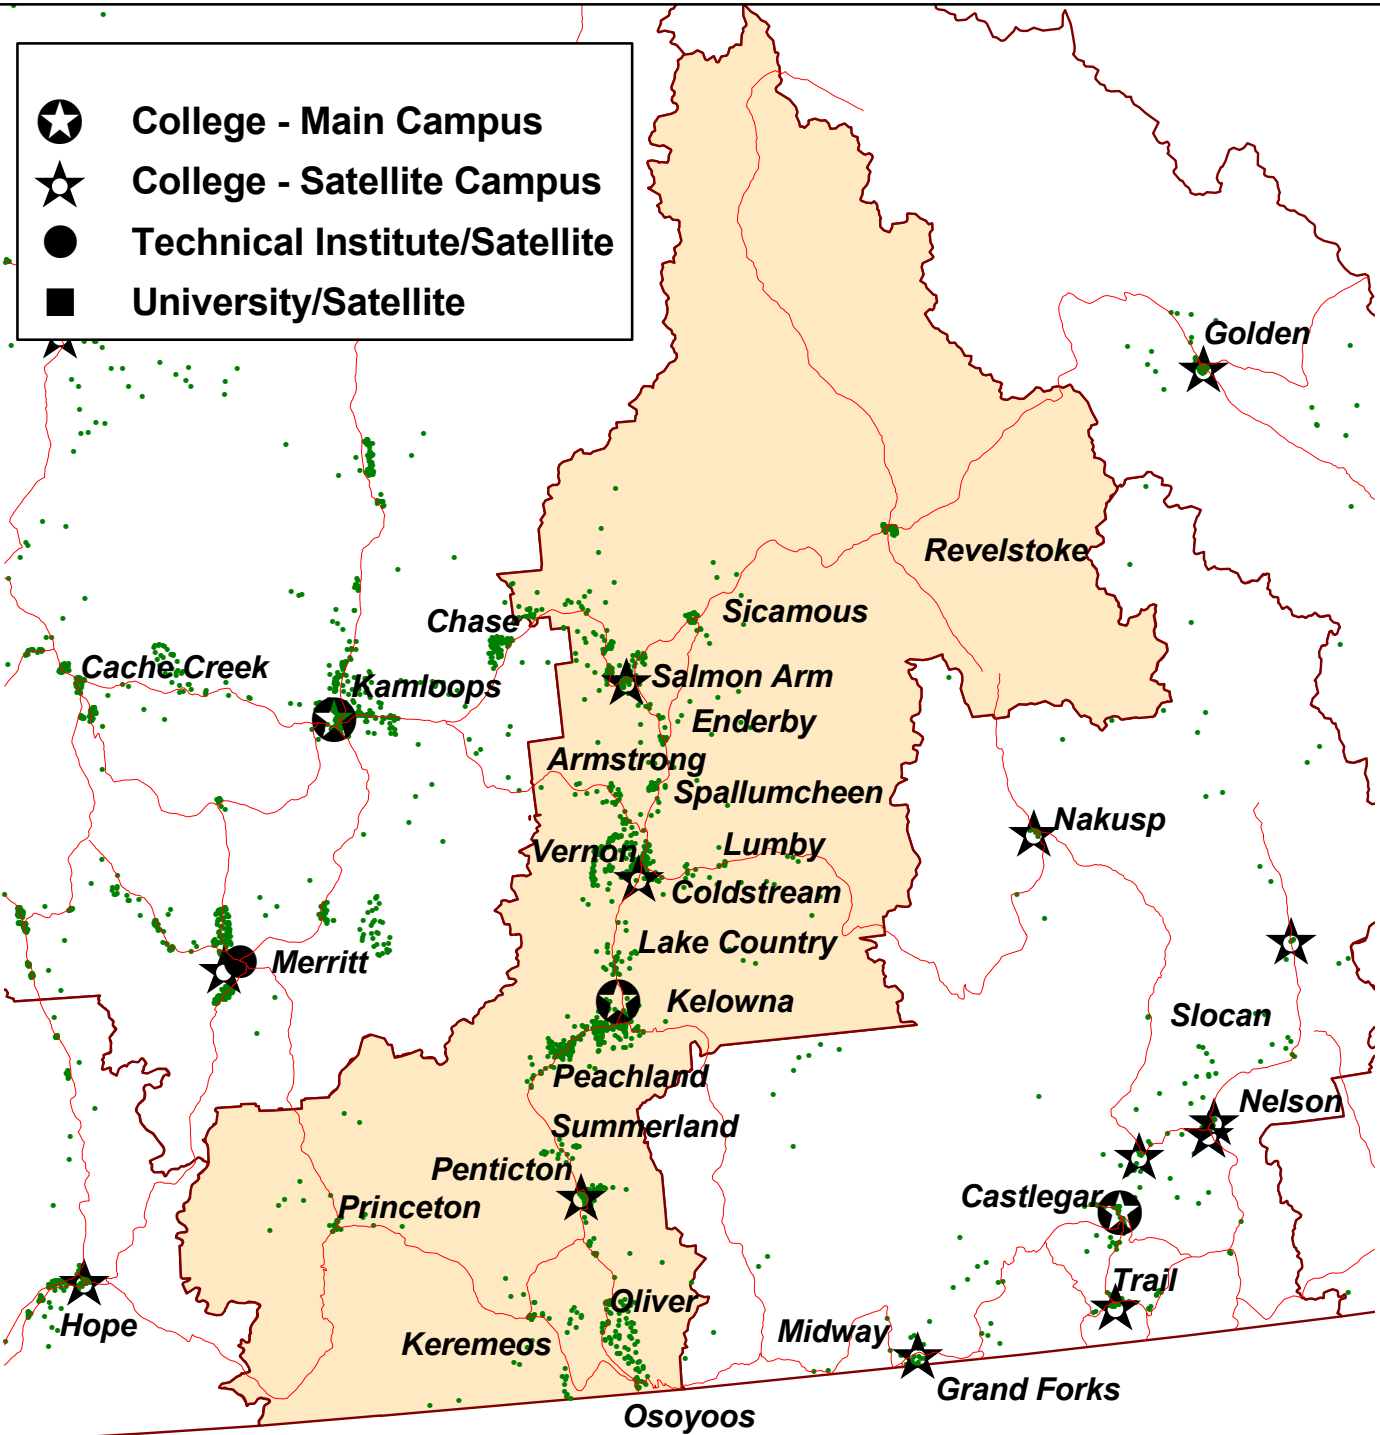 College - Main Campus
College - Satellite Campus
Technical Institute/Satellite
University/Satellite
Golden
Revelstoke
Chase
Sicamous
Cache Creek
Kamloops
Salmon Arm
Enderby
Armstrong
Spallumcheen
Nakusp
Vernon
Lumby
Coldstream
Lake Country
Merritt
Kelowna
Slocan
Peachland
Nelson
Summerland
Penticton
Princeton
Castlegar
Trail
Oliver
Hope
Keremeos
Midway
Grand Forks
Osoyoos